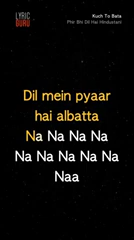 LYRIC
GURU
Kuch To Bata
Phir Bhi Dil Hai Hindustani
Dil mein pyaar
hai albatta
Na Na Na Na
Na Na Na Na Na
Naa